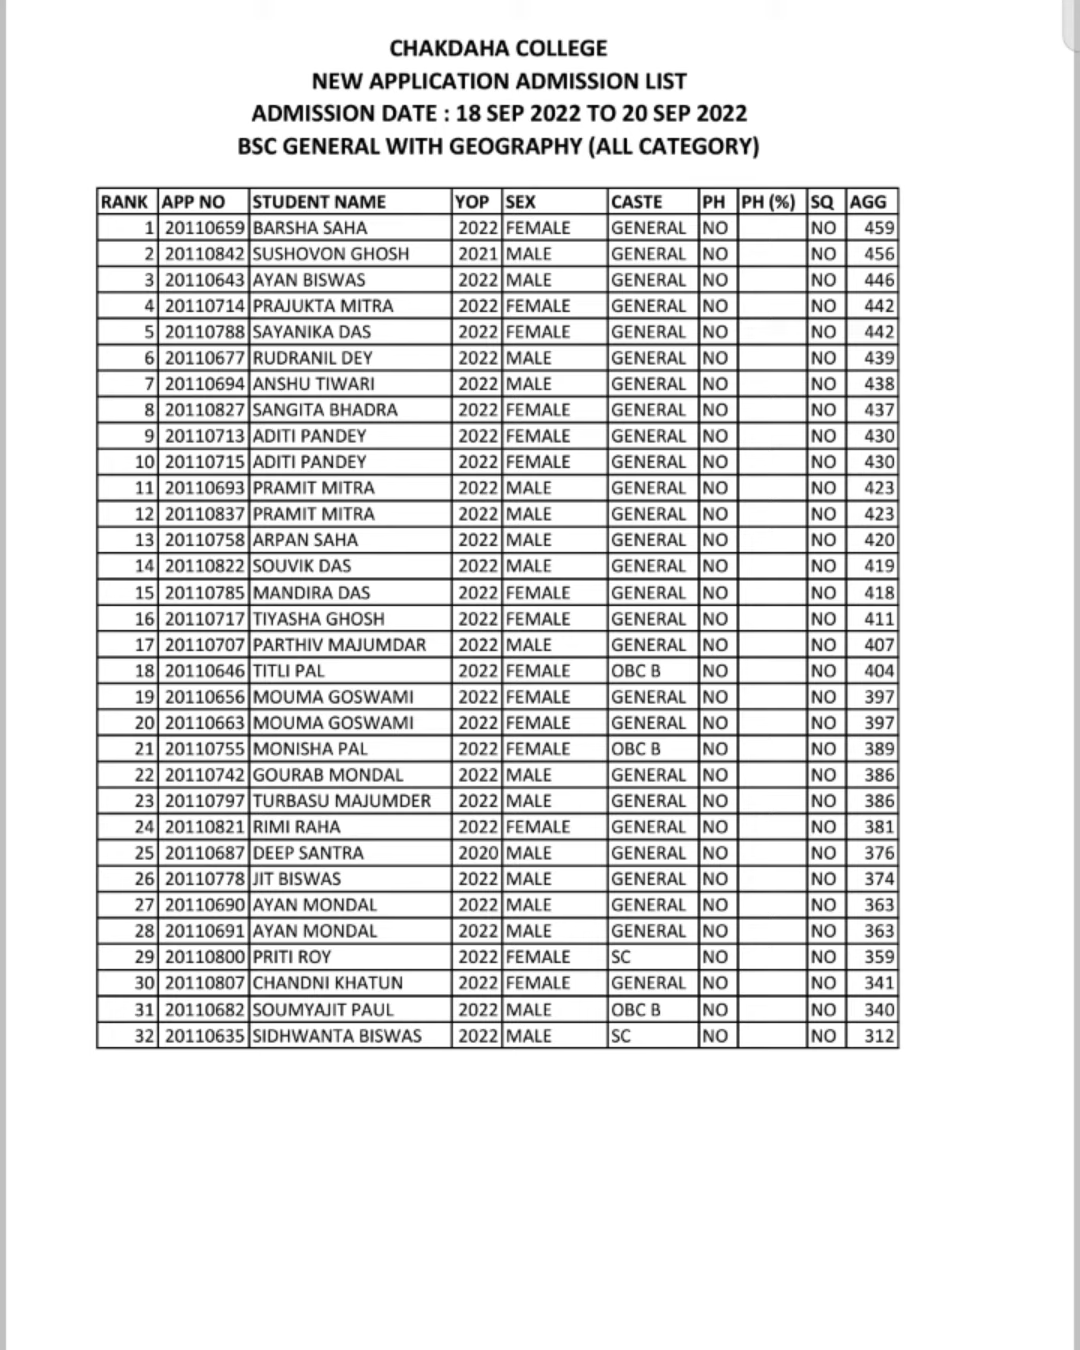 CHAKDAHA COLLEGE
NEW APPLICATION ADMISSION LIST
ADMISSION DATE : 18 SEP 2022 TO 20 SEP 2022
BSC GENERAL WITH GEOGRAPHY (ALL CATEGORY)
RANK APP NO STUDENT NAME YOP SEX CASTE PH PH (%) SQ AGG
1 20110659 BARSHA SAHA 2022 FEMALE GENERAL NO NO 459
2 20110842 SUSHOVON GHOSH 2021 MALE GENERAL NO NO 456
3 20110643 AYAN BISWAS 2022 MALE GENERAL NO NO 446
4 20110714 PRAJUKTA MITRA 2022 FEMALE GENERAL NO NO 442
5 20110788 SAYANIKA DAS 2022 FEMALE GENERAL NO NO 442
6 20110677 RUDRANIL DEY 2022 MALE GENERAL NO NO 439
7 20110694 ANSHU TIWARI 2022 MALE GENERAL NO NO 438
8 20110827 SANGITA BHADRA 2022 FEMALE GENERAL NO NO 437
9 20110713 ADITI PANDEY 2022 FEMALE GENERAL NO NO 430
10 20110715 ADITI PANDEY 2022 FEMALE GENERAL NO NO 430
11 20110693 PRAMIT MITRA 2022 MALE GENERAL NO NO 423
12 20110837 PRAMIT MITRA 2022 MALE GENERAL NO NO 423
13 20110758 ARPAN SAHA 2022 MALE GENERAL NO NO 420
14 20110822 SOUVIK DAS 2022 MALE GENERAL NO NO 419
15 20110785 MANDIRA DAS 2022 FEMALE GENERAL NO NO 418
16 20110717 TIYASHA GHOSH 2022 FEMALE GENERAL NO NO 411
17 20110707 PARTHIV MAJUMDAR 2022 MALE GENERAL NO NO 407
18 20110646 TITLI PAL 2022 FEMALE OBC B NO NO 404
19 20110656 MOUMA GOSWAMI 2022 FEMALE GENERAL NO NO 397
20 20110663 MOUMA GOSWAMI 2022 FEMALE GENERAL NO NO 397
21 20110755 MONISHA PAL 2022 FEMALE OBC B NO NO 389
22 20110742 GOURAB MONDAL 2022 MALE GENERAL NO NO 386
23 20110797 TURBASU MAJUMDER 2022 MALE GENERAL NO NO 386
24 20110821 RIMI RAHA 2022 FEMALE GENERAL NO NO 381
25 20110687 DEEP SANTRA 2020 MALE GENERAL NO NO 376
26 20110778 JIT BISWAS 2022 MALE GENERAL NO NO 374
27 20110690 AYAN MONDAL 2022 MALE GENERAL NO NO 363
28 20110691 AYAN MONDAL 2022 MALE GENERAL NO NO 363
29 20110800 PRITI ROY 2022 FEMALE SC NO NO 359
30 20110807 CHANDNI KHATUN 2022 FEMALE GENERAL NO NO 341
31 20110682 SOUMYAJIT PAUL 2022 MALE OBC B NO NO 340
32 20110635 SIDHWANTA BISWAS 2022 MALE SC NO NO 312